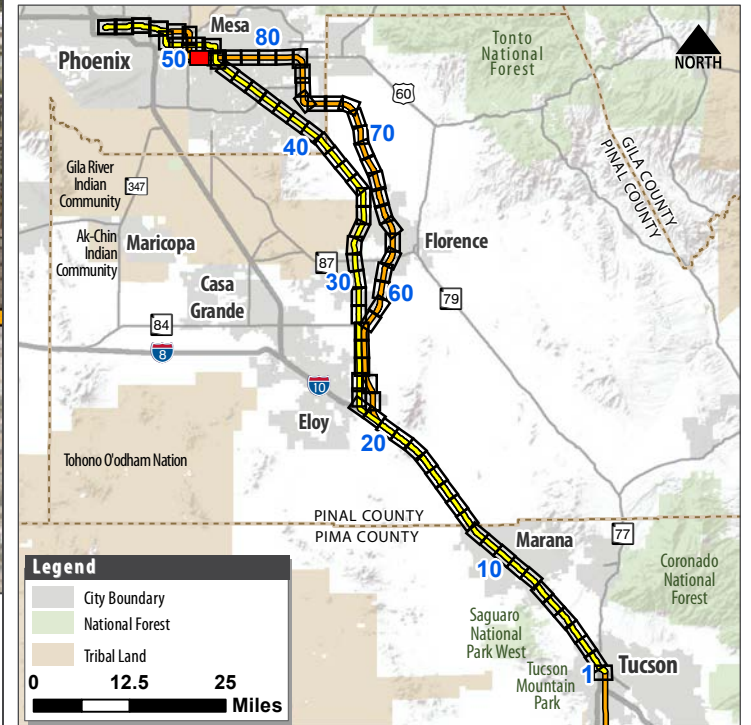 Mesa
80
Tonto
National
Forest
Phoenix
50
NORTH
60
70
40
GILA COUNTY
PINAL COUNTY
Gila River
Indian
Community
347
Ak-Chin
Indian
Community
Maricopa
Florence
87
30
Casa
Grande
60
79
84
8
10
Eloy
20
Tohono O'odham Nation
PINAL COUNTY
PIMA COUNTY
Marana
77
10
Coronado
National
Forest
Saguaro
National
Park West
Tucson
Mountain
Park
1
Tucson
Legend
City Boundary
National Forest
Tribal Land
0 12.5 25
Miles